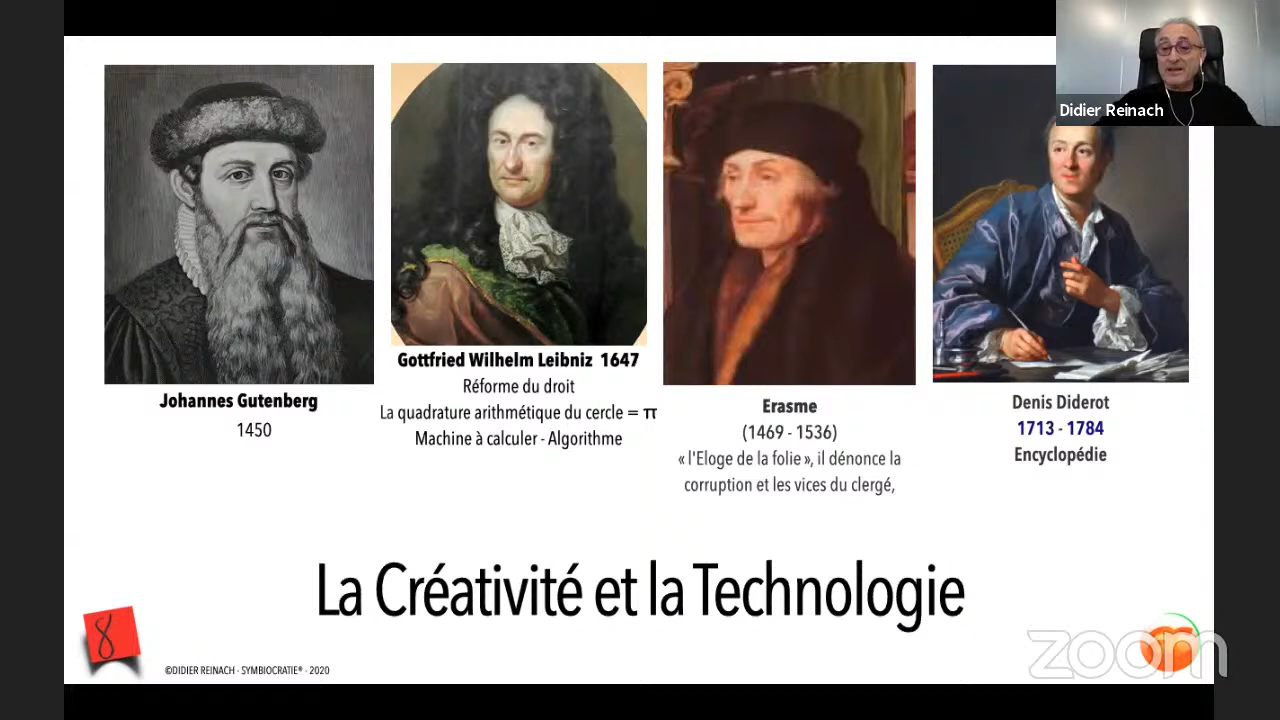 Didier Reinach
Johannes Gutenberg
1450
Gottfried Wilhelm Leibniz 1647
Réforme du droit
La quadrature arithmétique du cercle = π
Machine à calculer - Algorithme
Erasme
(1469 - 1536)
« l'Eloge de la folie », il dénonce la
corruption et les vices du clergé,
Denis Diderot
1713 - 1784
Encyclopédie
La Créativité et la Technologie
8
©DIDIER REINACH - SYMBIOCRATIE® - 2020
zoom